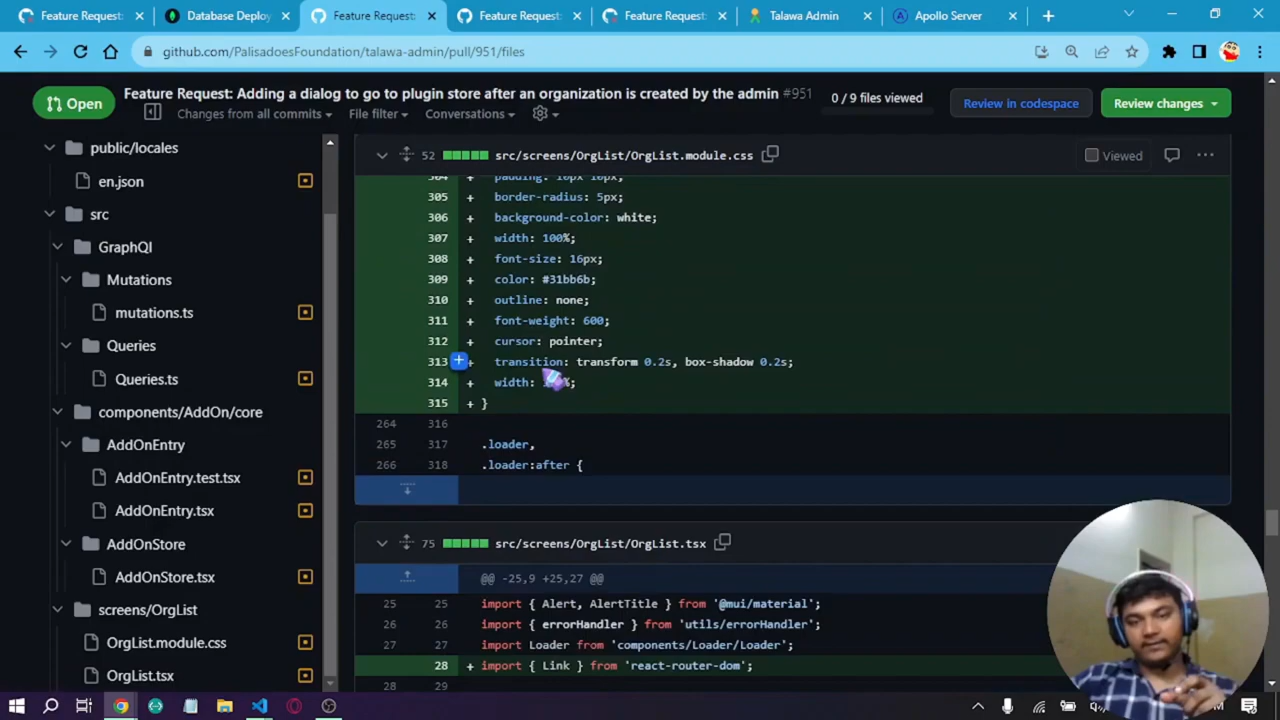 Feature Request:
Database Deploy
Feature Request:
Feature Request:
Feature Request:
Talawa Admin
Apollo Server
github.com/PalisadoesFoundation/talawa-admin/pull/951/files
Open
Feature Request: Adding a dialog to go to plugin store after an organization is created by the admin #951
Changes from all commits
File filter
Conversations
0 / 9 files viewed
Review in codespace
Review changes
public/locales
en.json
src
GraphQl
Mutations
mutations.ts
Queries
Queries.ts
components/AddOn/core
AddOnEntry
AddOnEntry.test.tsx
AddOnEntry.tsx
AddOnStore
AddOnStore.tsx
screens/OrgList
OrgList.module.css
OrgList.tsx
52 src/screens/OrgList/OrgList.module.css
Viewed
304 + padding: 10px 10px;
305 + border-radius: 5px;
306 + background-color: white;
307 + width: 100%;
308 + font-size: 16px;
309 + color: #31bb6b;
310 + outline: none;
311 + font-weight: 600;
312 + cursor: pointer;
313 + transition: transform 0.2s, box-shadow 0.2s;
314 + width:
315 + }
264 316
265 317 .loader,
266 318 .loader:after {
75 src/screens/OrgList/OrgList.tsx
@@ -25,9 +25,27 @@
25 25 import { Alert, AlertTitle } from '@mui/material';
26 26 import { errorHandler } from 'utils/errorHandler';
27 27 import Loader from 'components/Loader/Loader';
28 + import { Link } from 'react-router-dom';
28 29